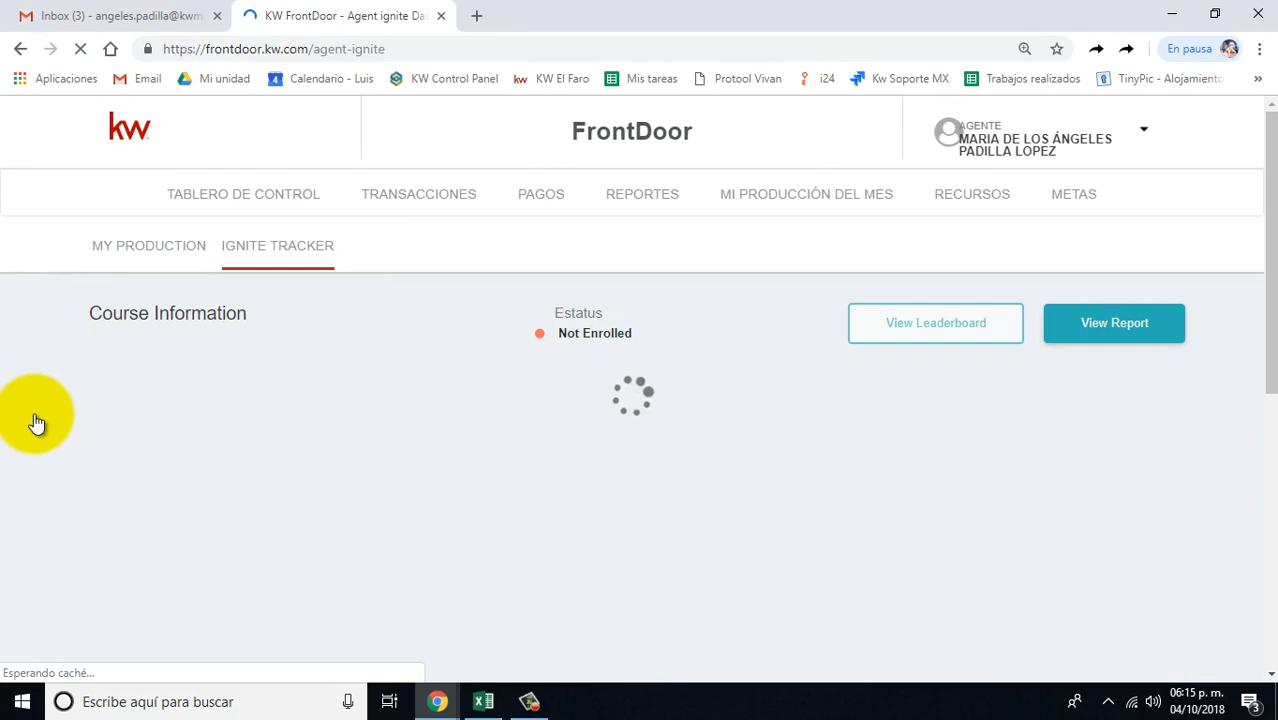 Inbox (3) - angeles.padilla@kwm
KW FrontDoor - Agent ignite Das
https://frontdoor.kw.com/agent-ignite
En pausa
Aplicaciones
Email
Mi unidad
Calendario - Luis
KW Control Panel
KW El Faro
Mis tareas
Protool Vivan
i24
Kw Soporte MX
Trabajos realizados
TinyPic - Alojamiento
kw
FrontDoor
AGENTE
MARIA DE LOS ÁNGELES
PADILLA LOPEZ
TABLERO DE CONTROL
TRANSACCIONES
PAGOS
REPORTES
MI PRODUCCIÓN DEL MES
RECURSOS
METAS
MY PRODUCTION
IGNITE TRACKER
Course Information
Estatus
Not Enrolled
View Leaderboard
View Report
Esperando caché...
Escribe aquí para buscar
06:15 p. m.
04/10/2018
3